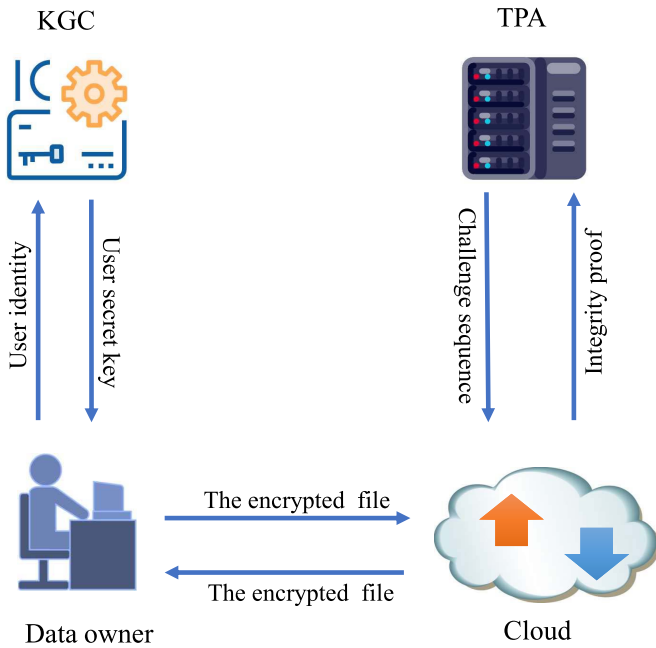 KGC
TPA
User identity
User secret key
Challenge sequence
Integrity proof
The encrypted file
The encrypted file
Data owner
Cloud